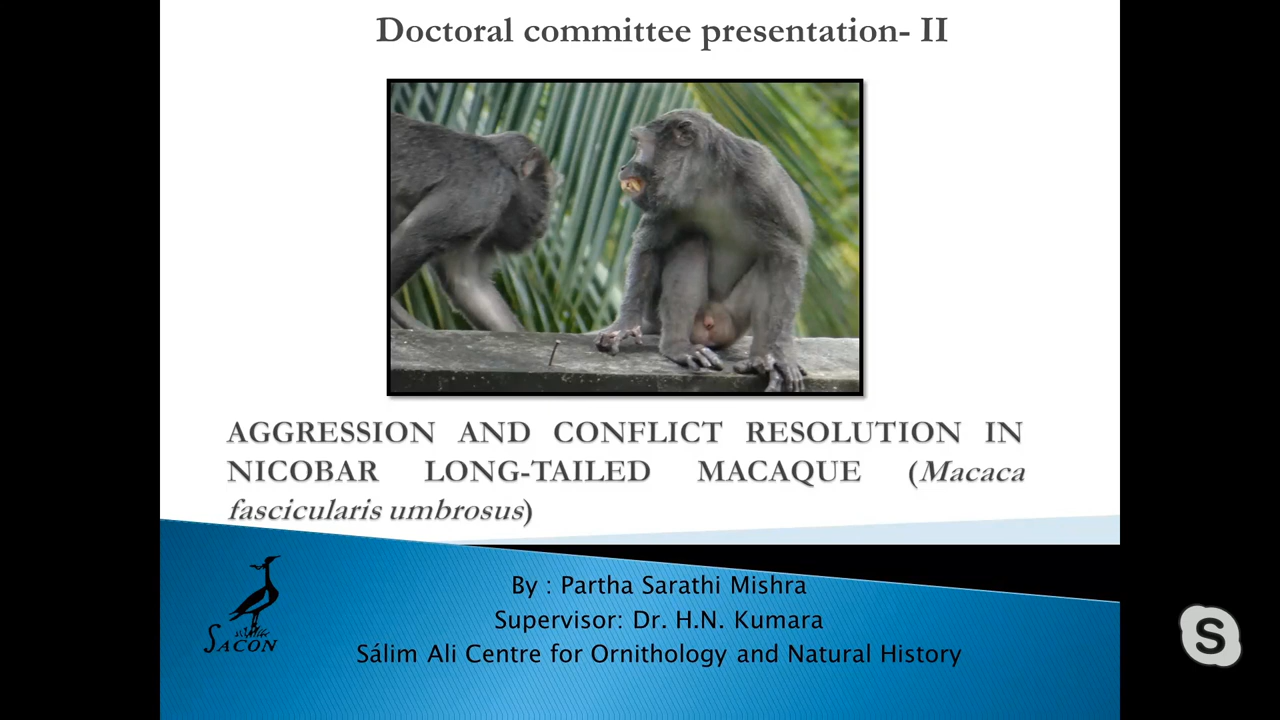 Doctoral committee presentation- II
AGGRESSION AND CONFLICT RESOLUTION IN
NICOBAR LONG-TAILED MACAQUE (Macaca
fascicularis umbrosus)
By : Partha Sarathi Mishra
Supervisor: Dr. H.N. Kumara
Sálim Ali Centre for Ornithology and Natural History
SACON
S